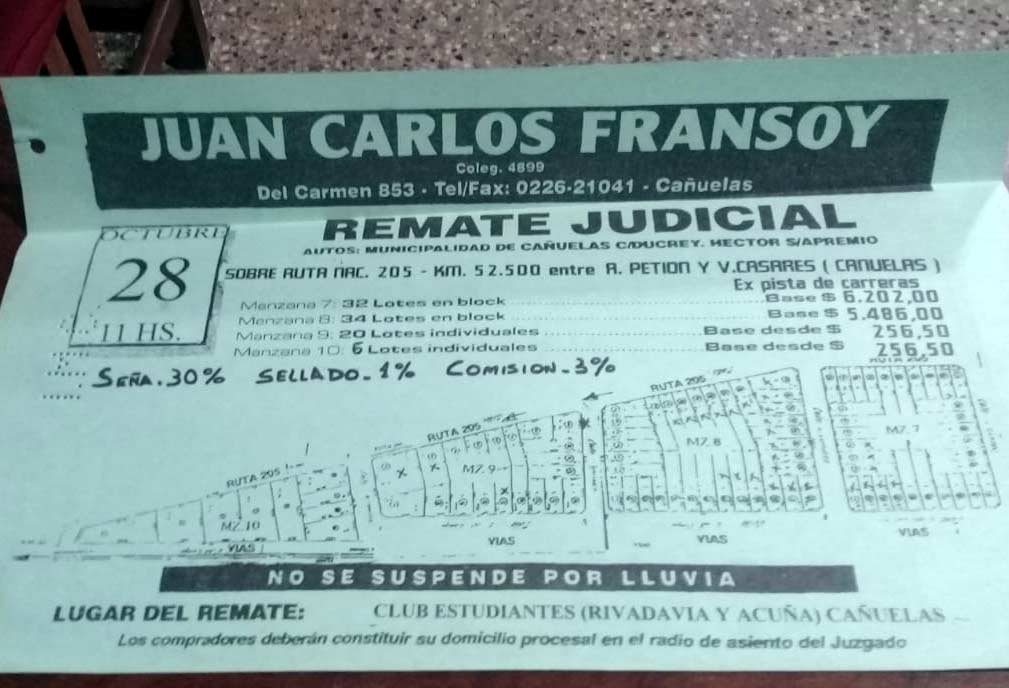 JUAN CARLOS FRANSOY
Coleg. 4899
Del Carmen 853 - Tel/Fax: 0226-21041 - Cañuelas
OCTUBRE
28
11 HS.
REMATE JUDICIAL
AUTOS: MUNICIPALIDAD DE CAÑUELAS C/DUCREY. HECTOR S/APREMIO
SOBRE RUTA NAC. 205 - KM. 52.500 entre A. PETION Y V.CASARES ( CANUELAS )
Ex pista de carreras
Manzana 7: 32 Lotes en block Base $ 6.202,00
Manzana 8: 34 Lotes en block Base $ 5.486,00
Manzana 9: 20 Lotes individuales Base desde $ 256,50
Manzana 10: 6 Lotes individuales Base desde $ 256,50
SEÑA.30% SELLADO-1% COMISION-3%
RUTA 205
RUTA 205
RUTA 205
RUTA 205
MZ.10
MZ.9
MZ.8
MZ.7
VIAS
VIAS
VIAS
VIAS
NO SE SUSPENDE POR LLUVIA
LUGAR DEL REMATE: CLUB ESTUDIANTES (RIVADAVIA Y ACUÑA) CAÑUELAS
Los compradores deberán constituir su domicilio procesal en el radio de asiento del Juzgado